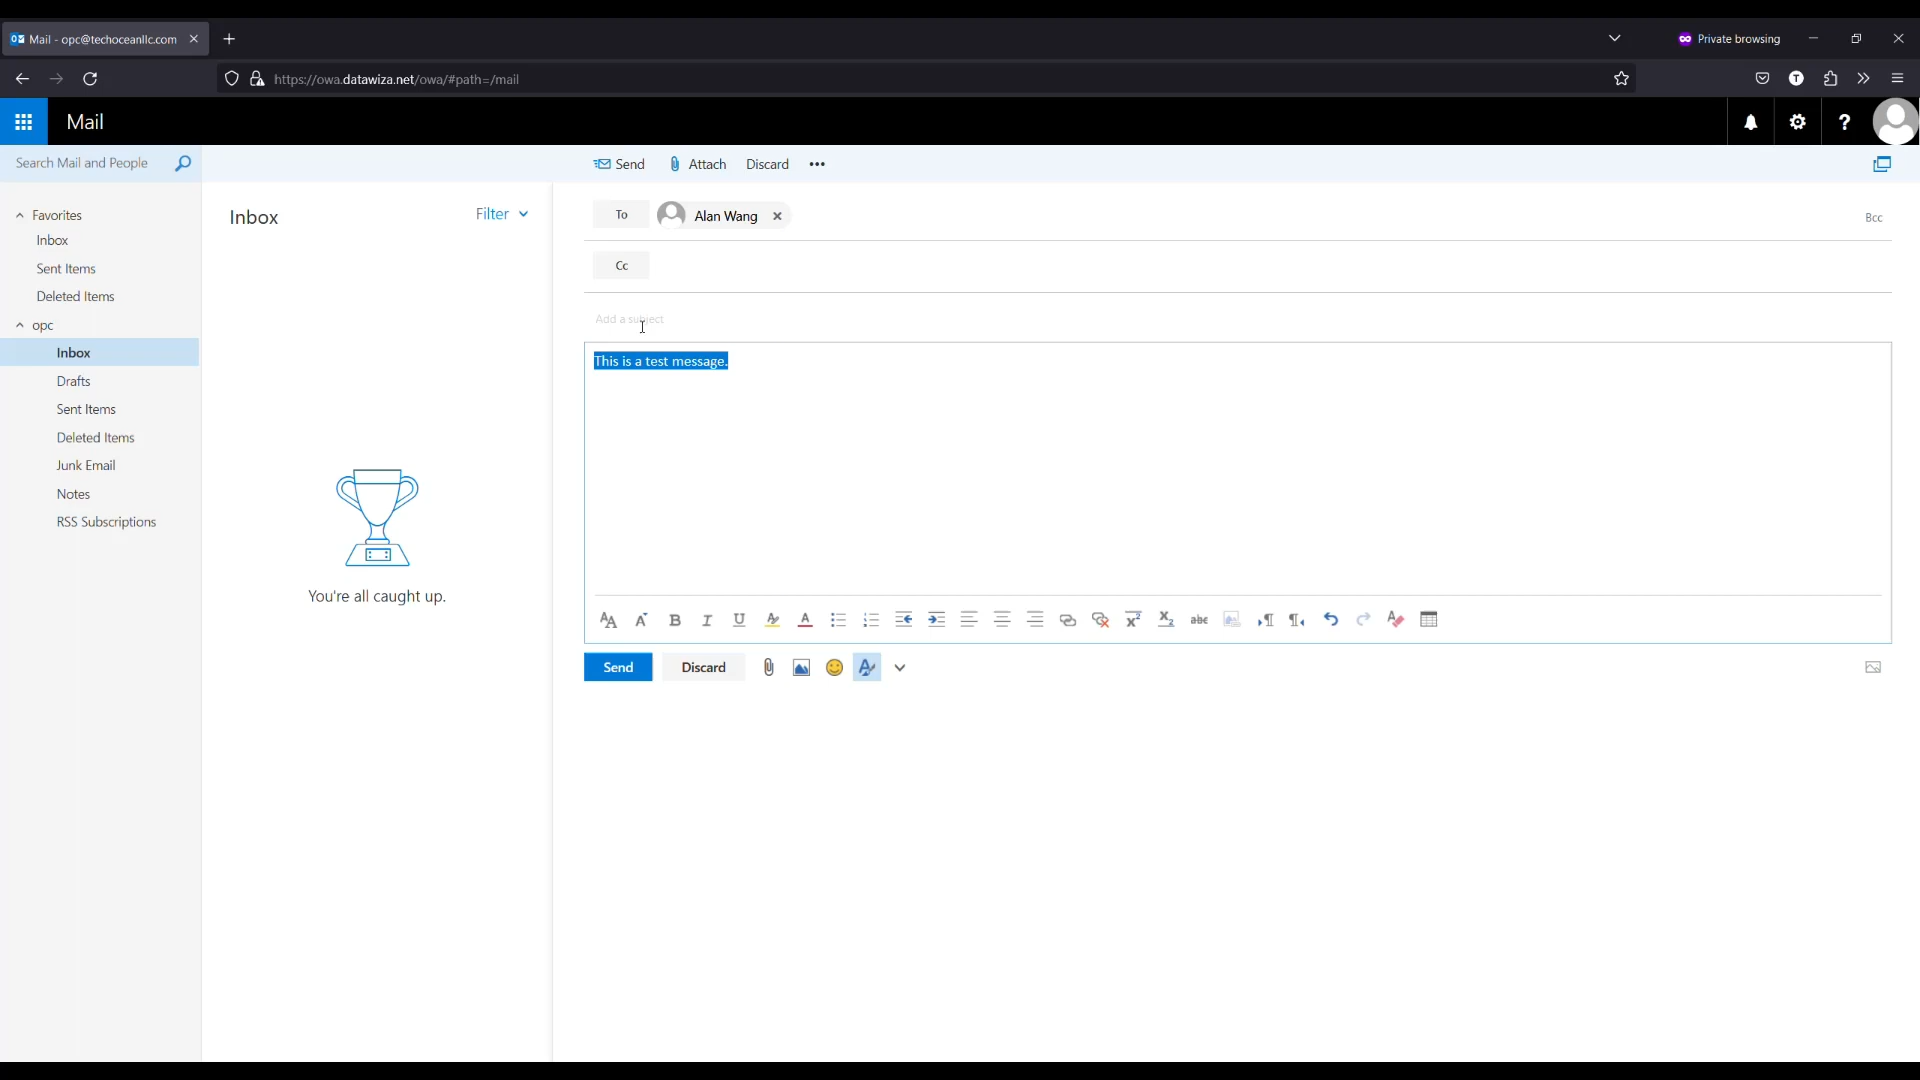 Mail - opc@techoceanllc.com
Private browsing
https://owa.datawiza.net/owa/#path=/mail
T
Mail
Search Mail and People
Send
Attach
Discard
Favorites
Inbox
Sent Items
Deleted Items
opc
Inbox
Drafts
Sent Items
Deleted Items
Junk Email
Notes
RSS Subscriptions
Inbox
Filter
You're all caught up.
To
Alan Wang
Bcc
Cc
Add a subject
This is a test message.
abc
Send
Discard